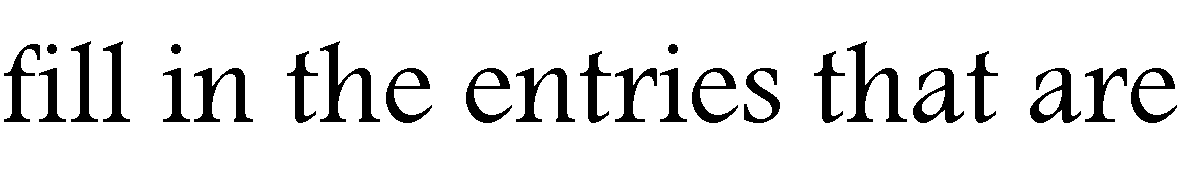 fill in the entries that are